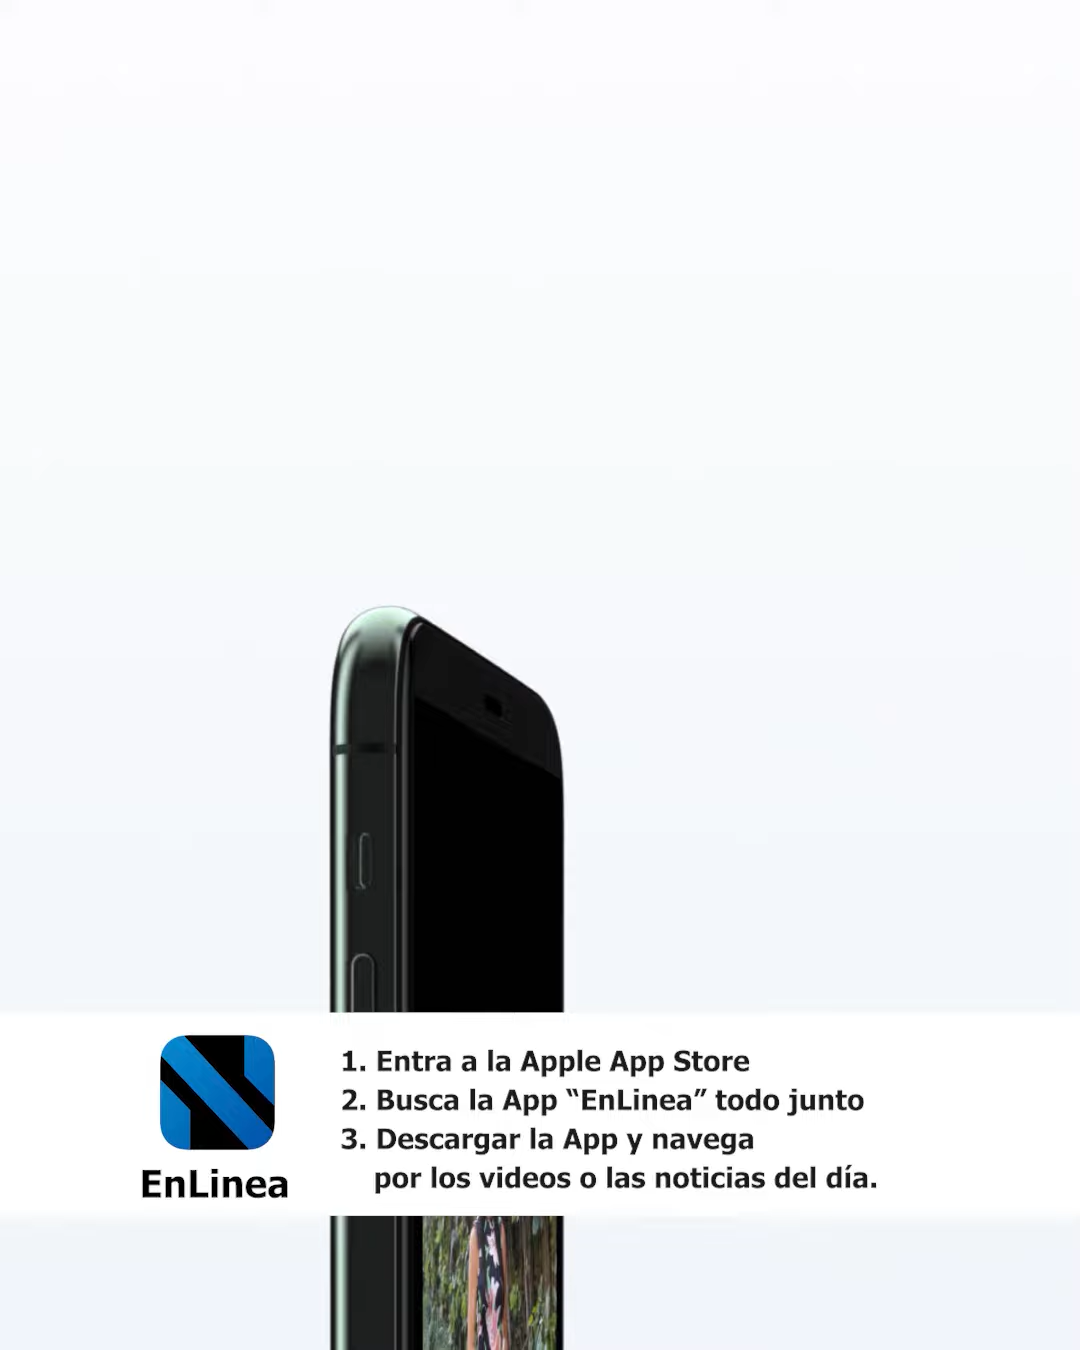 EnLinea
1. Entra a la Apple App Store
2. Busca la App “EnLinea” todo junto
3. Descargar la App y navega
por los videos o las noticias del día.